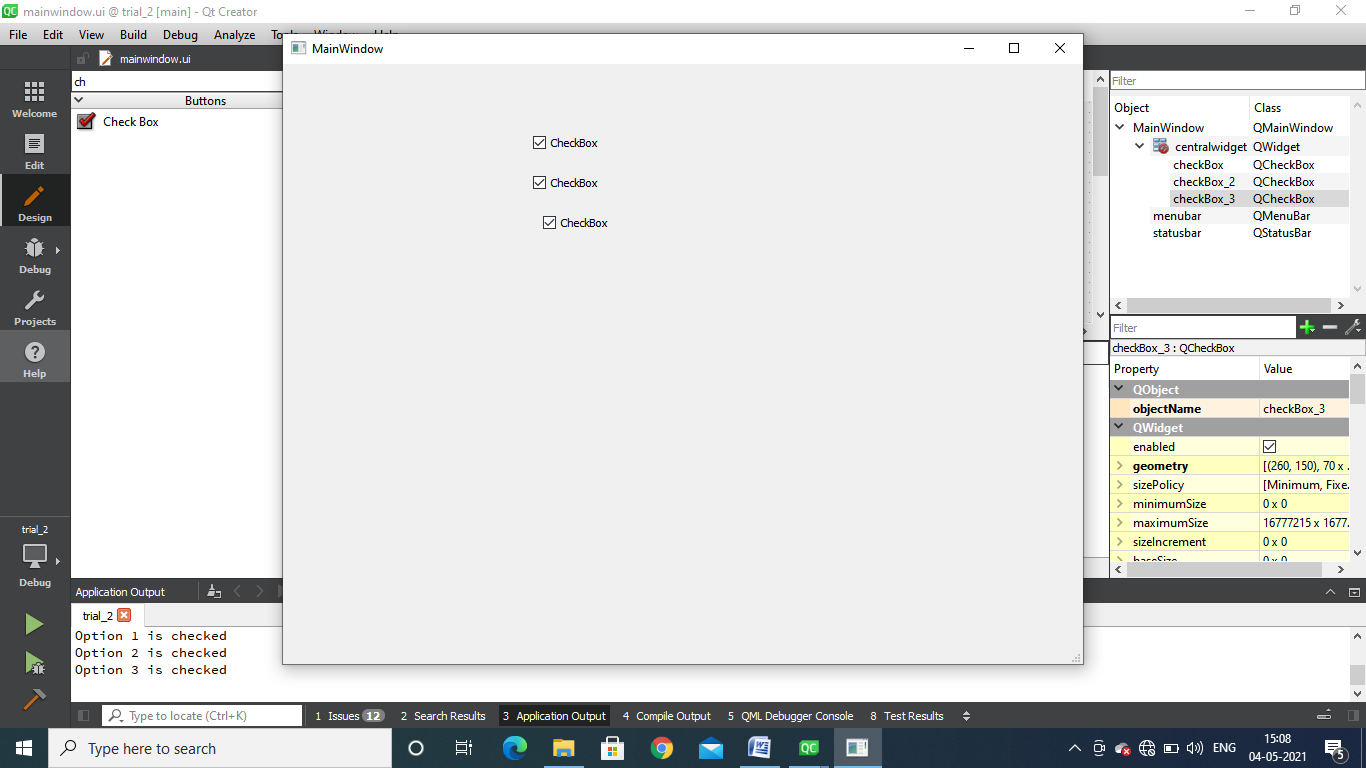 mainwindow.ui @ trial_2 [main] - Qt Creator
File Edit View Build Debug Analyze
MainWindow
mainwindow.ui
ch
Buttons
Check Box
Welcome
Edit
Design
Debug
Projects
Help
trial_2
Debug
CheckBox
CheckBox
CheckBox
Filter
Object Class
MainWindow QMainWindow
centralwidget QWidget
checkBox QCheckBox
checkBox_2 QCheckBox
checkBox_3 QCheckBox
menubar QMenuBar
statusbar QStatusBar
Filter
checkBox_3 : QCheckBox
Property Value
QObject
objectName checkBox_3
QWidget
enabled
geometry [(260, 150), 70 x ...
sizePolicy [Minimum, Fixe...
minimumSize 0 x 0
maximumSize 16777215 x 1677...
sizeIncrement 0 x 0
baseSize 0 x 0
Application Output
trial_2
Option 1 is checked
Option 2 is checked
Option 3 is checked
Type to locate (Ctrl+K) 1 Issues 12 2 Search Results 3 Application Output 4 Compile Output 5 QML Debugger Console 8 Test Results
Type here to search
ENG
15:08
04-05-2021
5